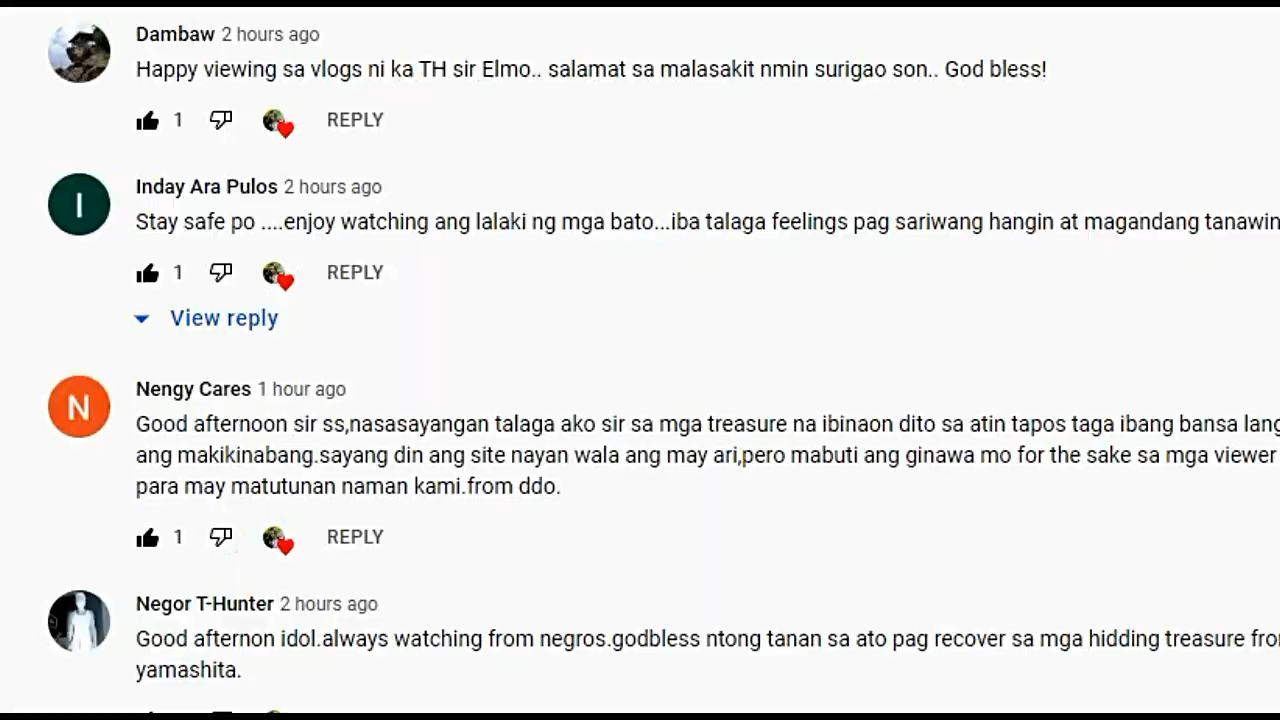 Dambaw 2 hours ago
Happy viewing sa vlogs ni ka TH sir Elmo.. salamat sa malasakit nmin surigao son.. God bless!
1 REPLY
I
Inday Ara Pulos 2 hours ago
Stay safe po ....enjoy watching ang lalaki ng mga bato...iba talaga feelings pag sariwang hangin at magandang tanawin
1 REPLY
View reply
N
Nengy Cares 1 hour ago
Good afternoon sir ss,nasasayangan talaga ako sir sa mga treasure na ibinaon dito sa atin tapos taga ibang bansa lang
ang makikinabang.sayang din ang site nayan wala ang may ari,pero mabuti ang ginawa mo for the sake sa mga viewer
para may matutunan naman kami.from ddo.
1 REPLY
Negor T-Hunter 2 hours ago
Good afternon idol.always watching from negros.godbless ntong tanan sa ato pag recover sa mga hidding treasure
yamashita.